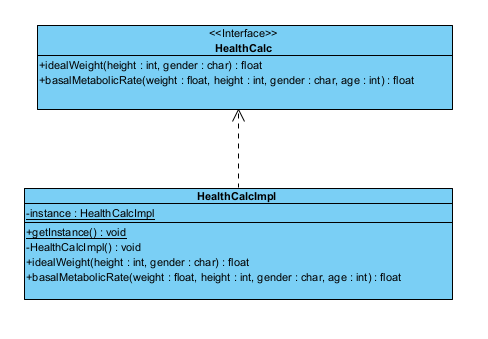 <<Interface>>
HealthCalc
+idealWeight(height : int, gender : char) : float
+basalMetabolicRate(weight : float, height : int, gender : char, age : int) : float
HealthCalcImpl
-instance : HealthCalcImpl
+getInstance() : void
-HealthCalcImpl() : void
+idealWeight(height : int, gender : char) : float
+basalMetabolicRate(weight : float, height : int, gender : char, age : int) : float